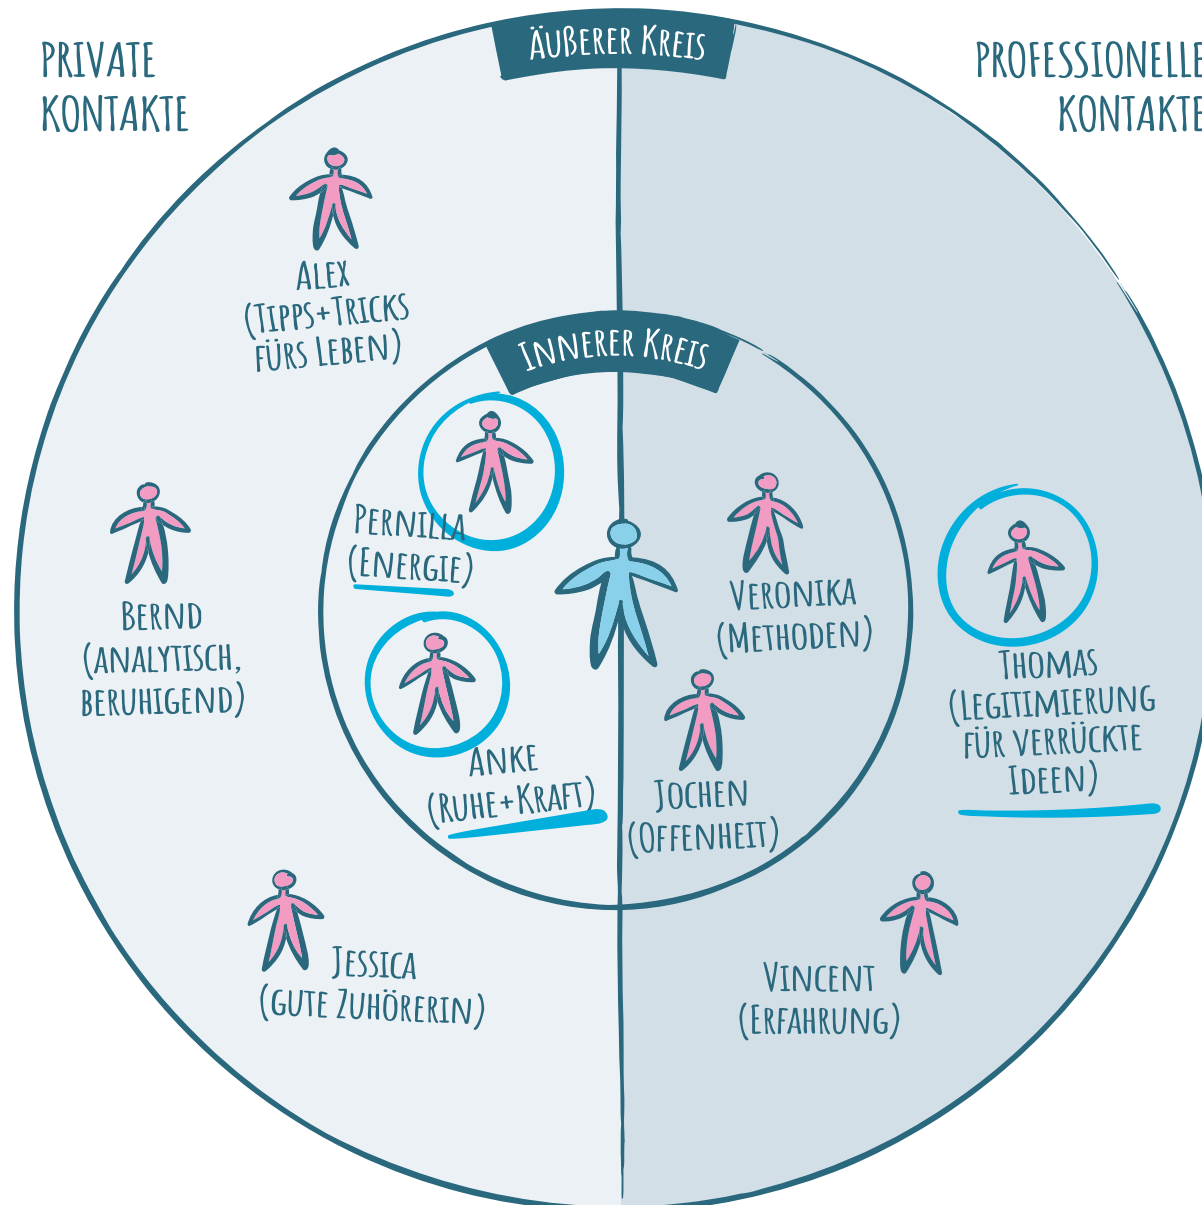 PRIVATE
KONTAKTE
ÄUßERER KREIS
PROFESSIONELLE
KONTAKTE
ALEX
(TIPPS+TRICKS
FÜRS LEBEN)
INNERER KREIS
PERNILLA
(ENERGIE)
BERND
(ANALYTISCH,
BERUHIGEND)
VERONIKA
(METHODEN)
THOMAS
(LEGITIMIERUNG
FÜR VERRÜCKTE
IDEEN)
ANKE
(RUHE+KRAFT)
JOCHEN
(OFFENHEIT)
JESSICA
(GUTE ZUHÖRERIN)
VINCENT
(ERFAHRUNG)